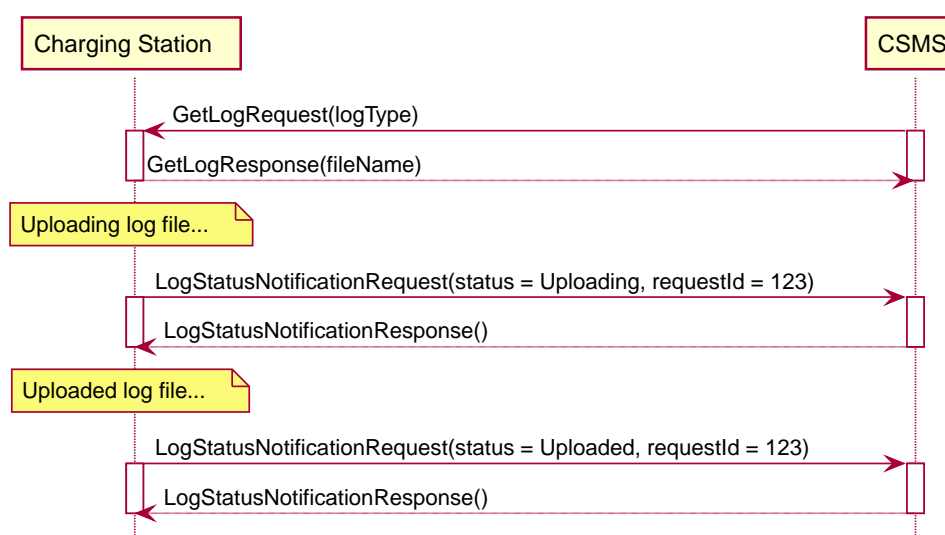 Charging Station
CSMS
GetLogRequest(logType)
GetLogResponse(fileName)
Uploading log file...
LogStatusNotificationRequest(status = Uploading, requestId = 123)
LogStatusNotificationResponse()
Uploaded log file...
LogStatusNotificationRequest(status = Uploaded, requestId = 123)
LogStatusNotificationResponse()